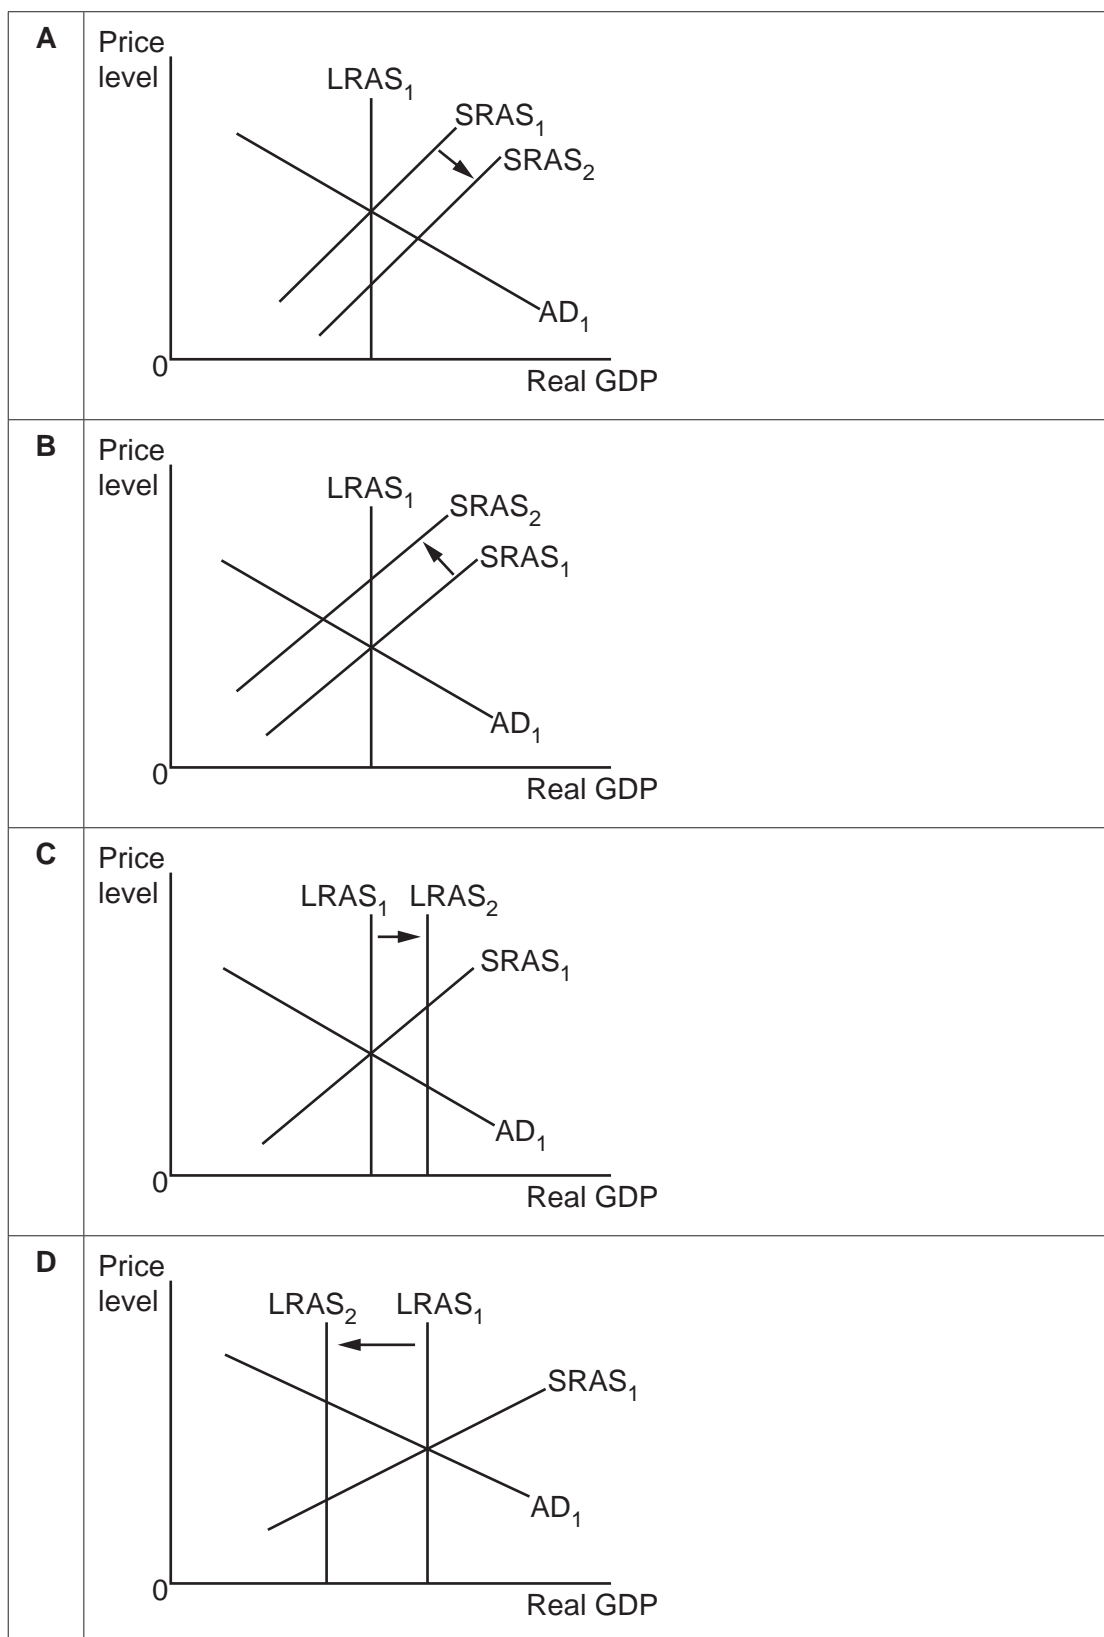 A
Price
level
LRAS₁
SRAS₁
SRAS₂
AD₁
0
Real GDP
B
Price
level
LRAS₁
SRAS₂
SRAS₁
AD₁
0
Real GDP
C
Price
level
LRAS₁ LRAS₂
SRAS₁
AD₁
0
Real GDP
D
Price
level
LRAS₂ LRAS₁
SRAS₁
AD₁
0
Real GDP